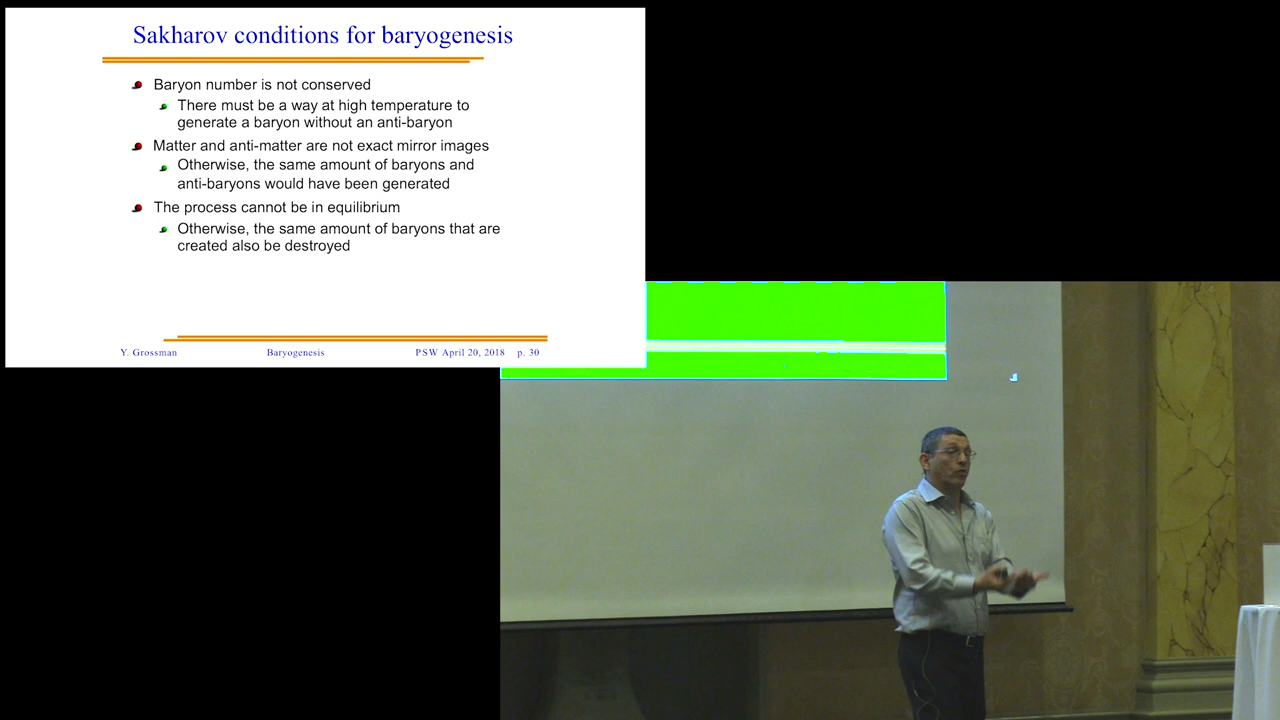 Sakharov conditions for baryogenesis
Baryon number is not conserved
There must be a way at high temperature to
generate a baryon without an anti-baryon
Matter and anti-matter are not exact mirror images
Otherwise, the same amount of baryons and
anti-baryons would have been generated
The process cannot be in equilibrium
Otherwise, the same amount of baryons that are
created also be destroyed
Y. Grossman Baryogenesis PSW April 20, 2018 p. 30